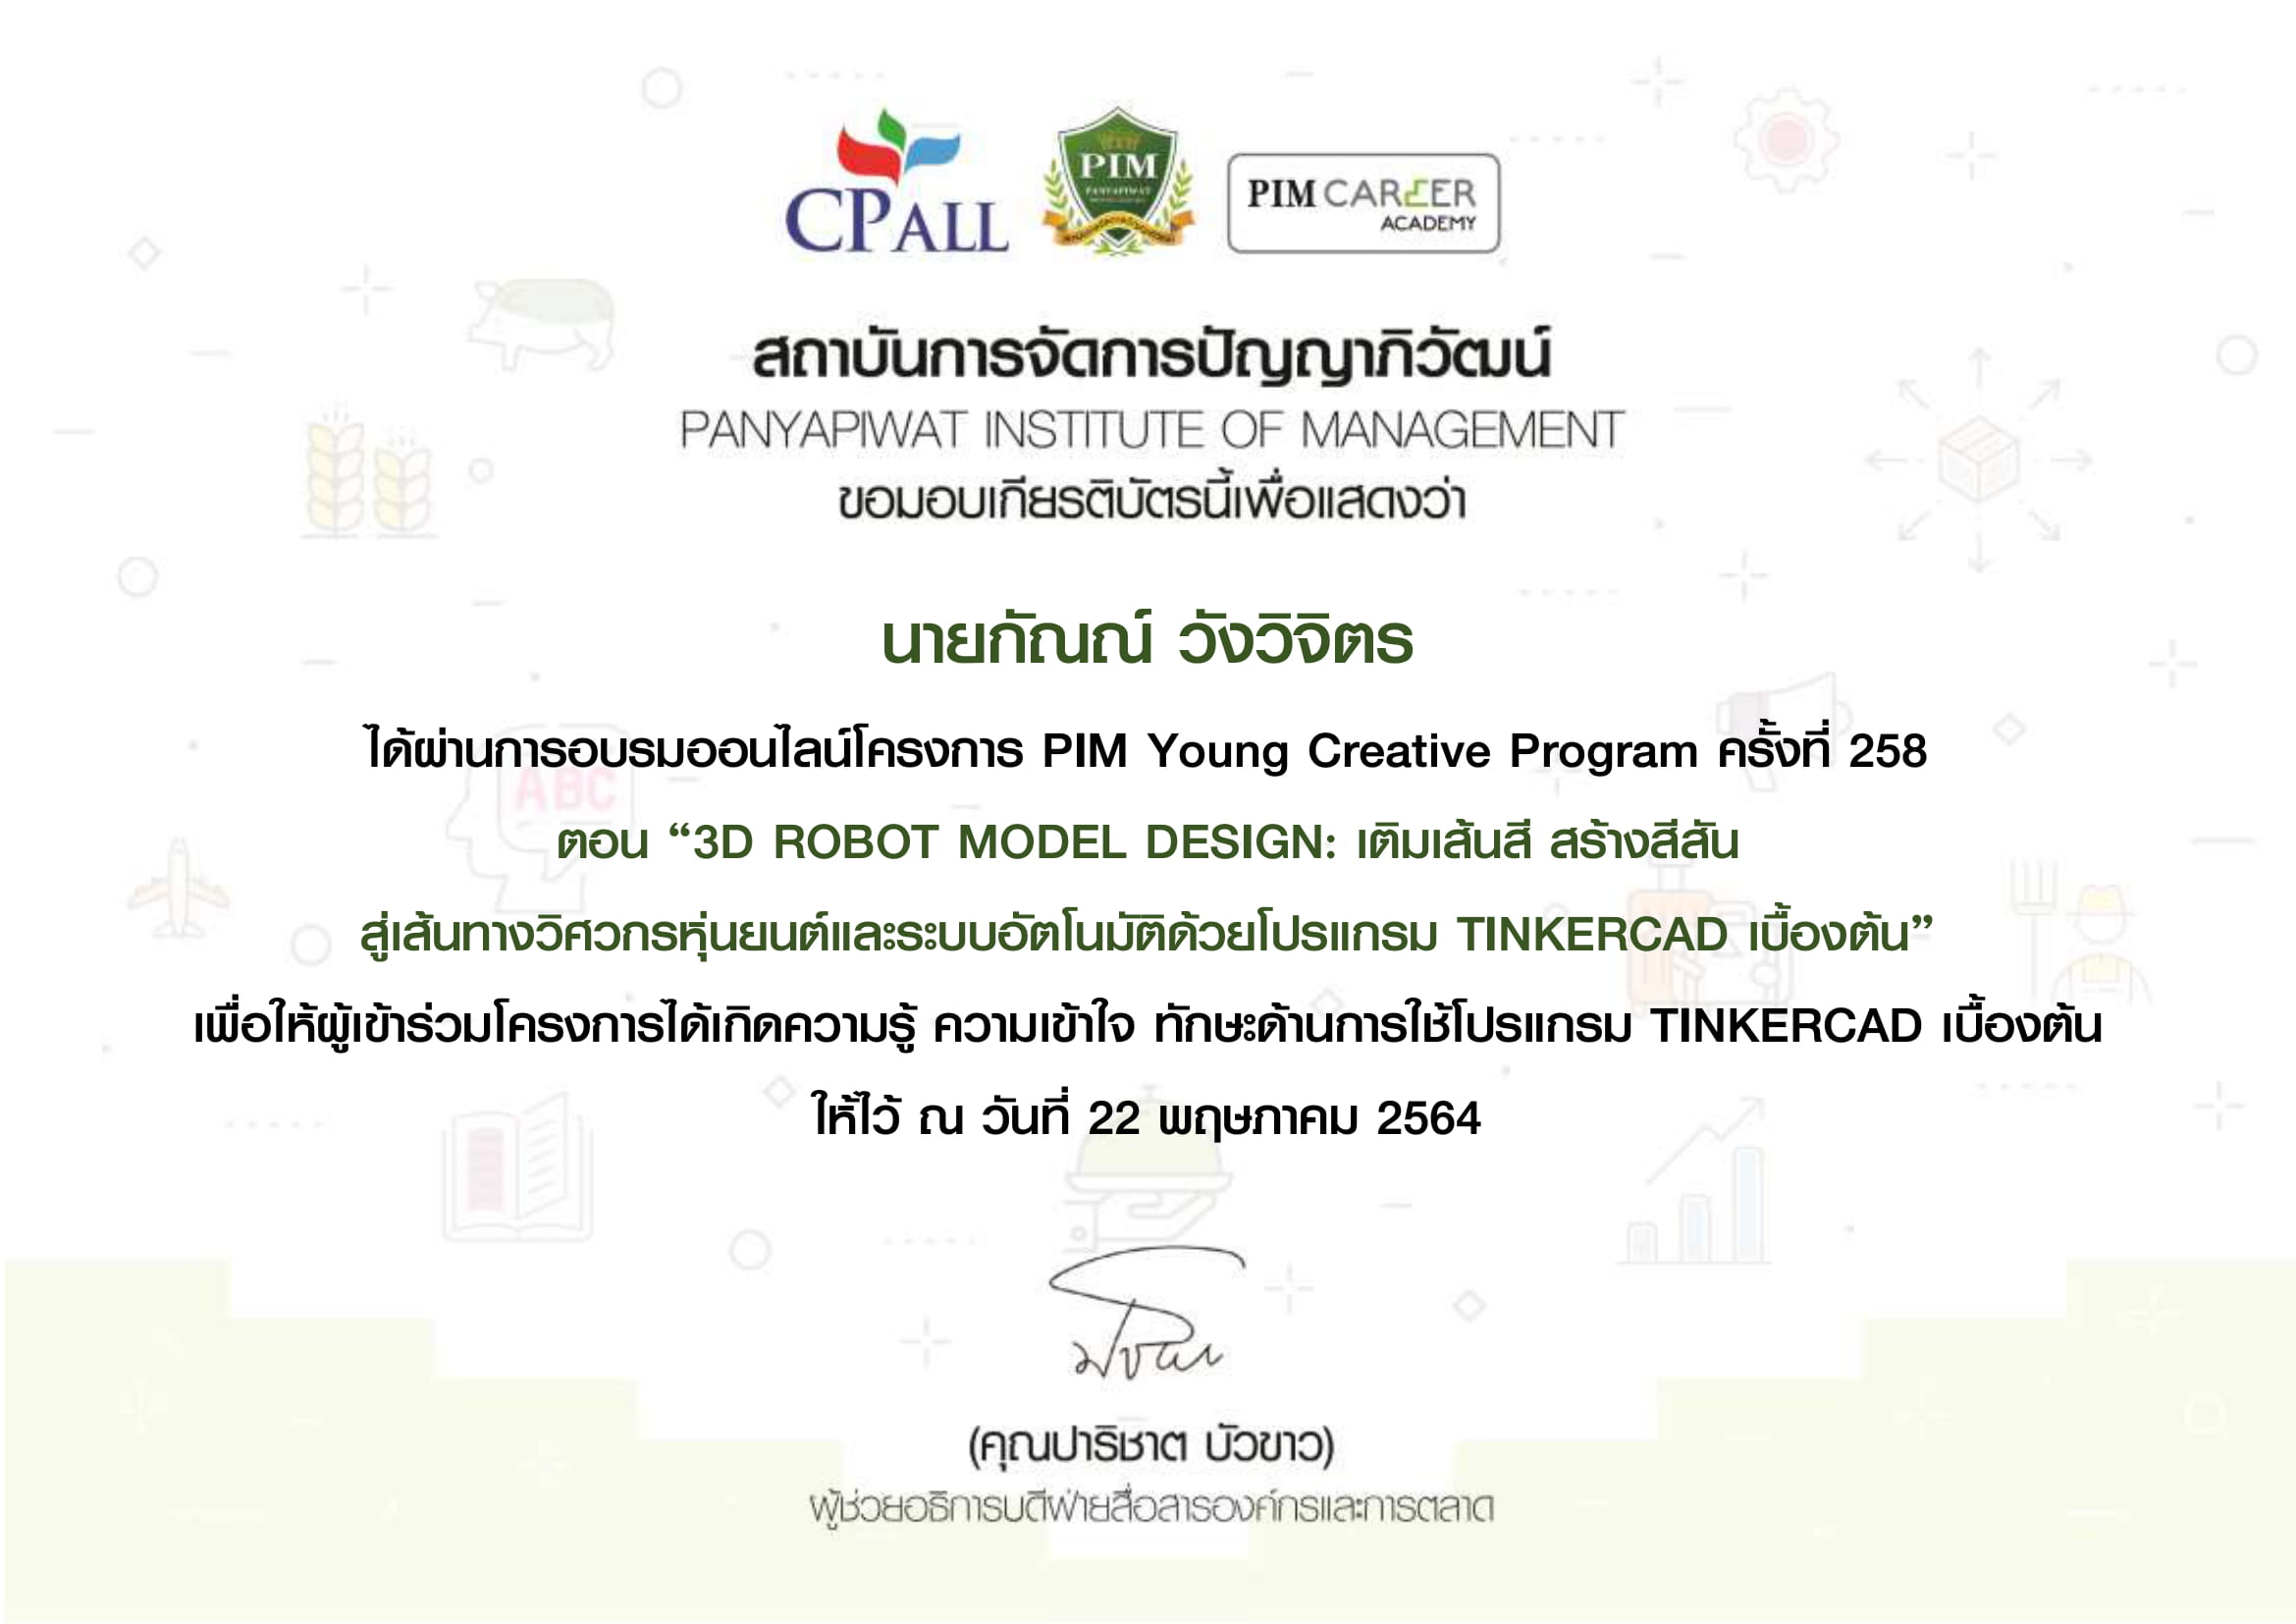 CP ALL
PIM
PANYAPIWAT
PIM CAREER
ACADEMY
สถาบันการจัดการปัญญาภิวัฒน์
PANYAPIWAT INSTITUTE OF MANAGEMENT
ขอมอบเกียรติบัตรนี้เพื่อแสดงว่า
นายกัณณ์ วังวิจิตร
ได้ผ่านการอบรมออนไลน์โครงการ PIM Young Creative Program ครั้งที่ 258
ABC
ตอน “3D ROBOT MODEL DESIGN: เติมเส้นสี สร้างสีสัน
สู่เส้นทางวิศวกรหุ่นยนต์และระบบอัตโนมัติด้วยโปรแกรม TINKERCAD เบื้องต้น”
เพื่อให้ผู้เข้าร่วมโครงการได้เกิดความรู้ ความเข้าใจ ทักษะด้านการใช้โปรแกรม TINKERCAD เบื้องต้น
ให้ไว้ ณ วันที่ 22 พฤษภาคม 2564
(คุณปาริชาต บัวขาว)
ผู้ช่วยอธิการบดีฝ่ายสื่อสารองค์กรและการตลาด